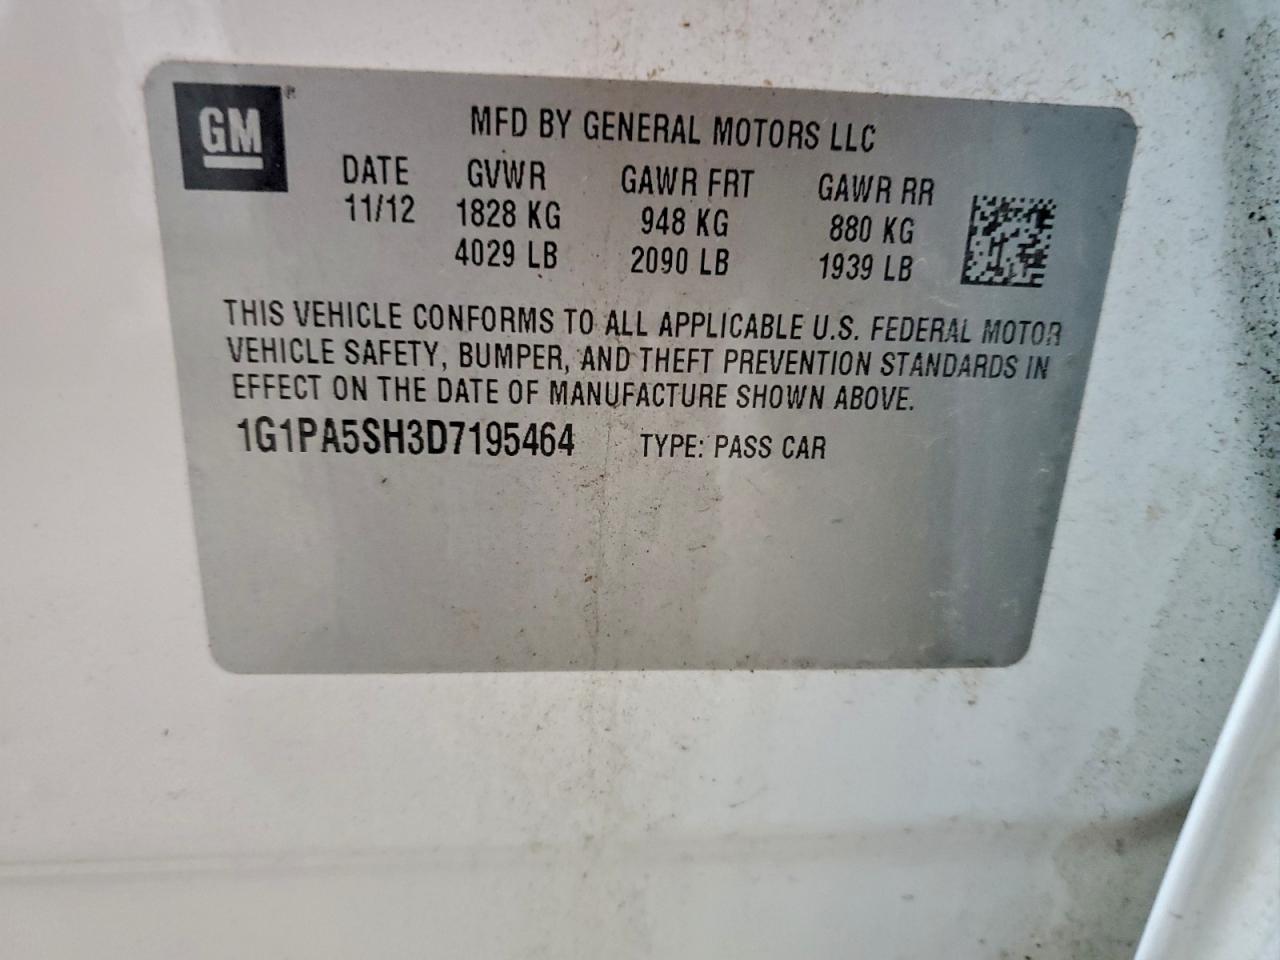 GM
MFD BY GENERAL MOTORS LLC
DATE GVWR GAWR FRT GAWR RR
11/12 1828 KG 948 KG 880 KG
4029 LB 2090 LB 1939 LB
THIS VEHICLE CONFORMS TO ALL APPLICABLE U.S. FEDERAL MOTOR
VEHICLE SAFETY, BUMPER, AND THEFT PREVENTION STANDARDS IN
EFFECT ON THE DATE OF MANUFACTURE SHOWN ABOVE.
1G1PA5SH3D7195464 TYPE: PASS CAR